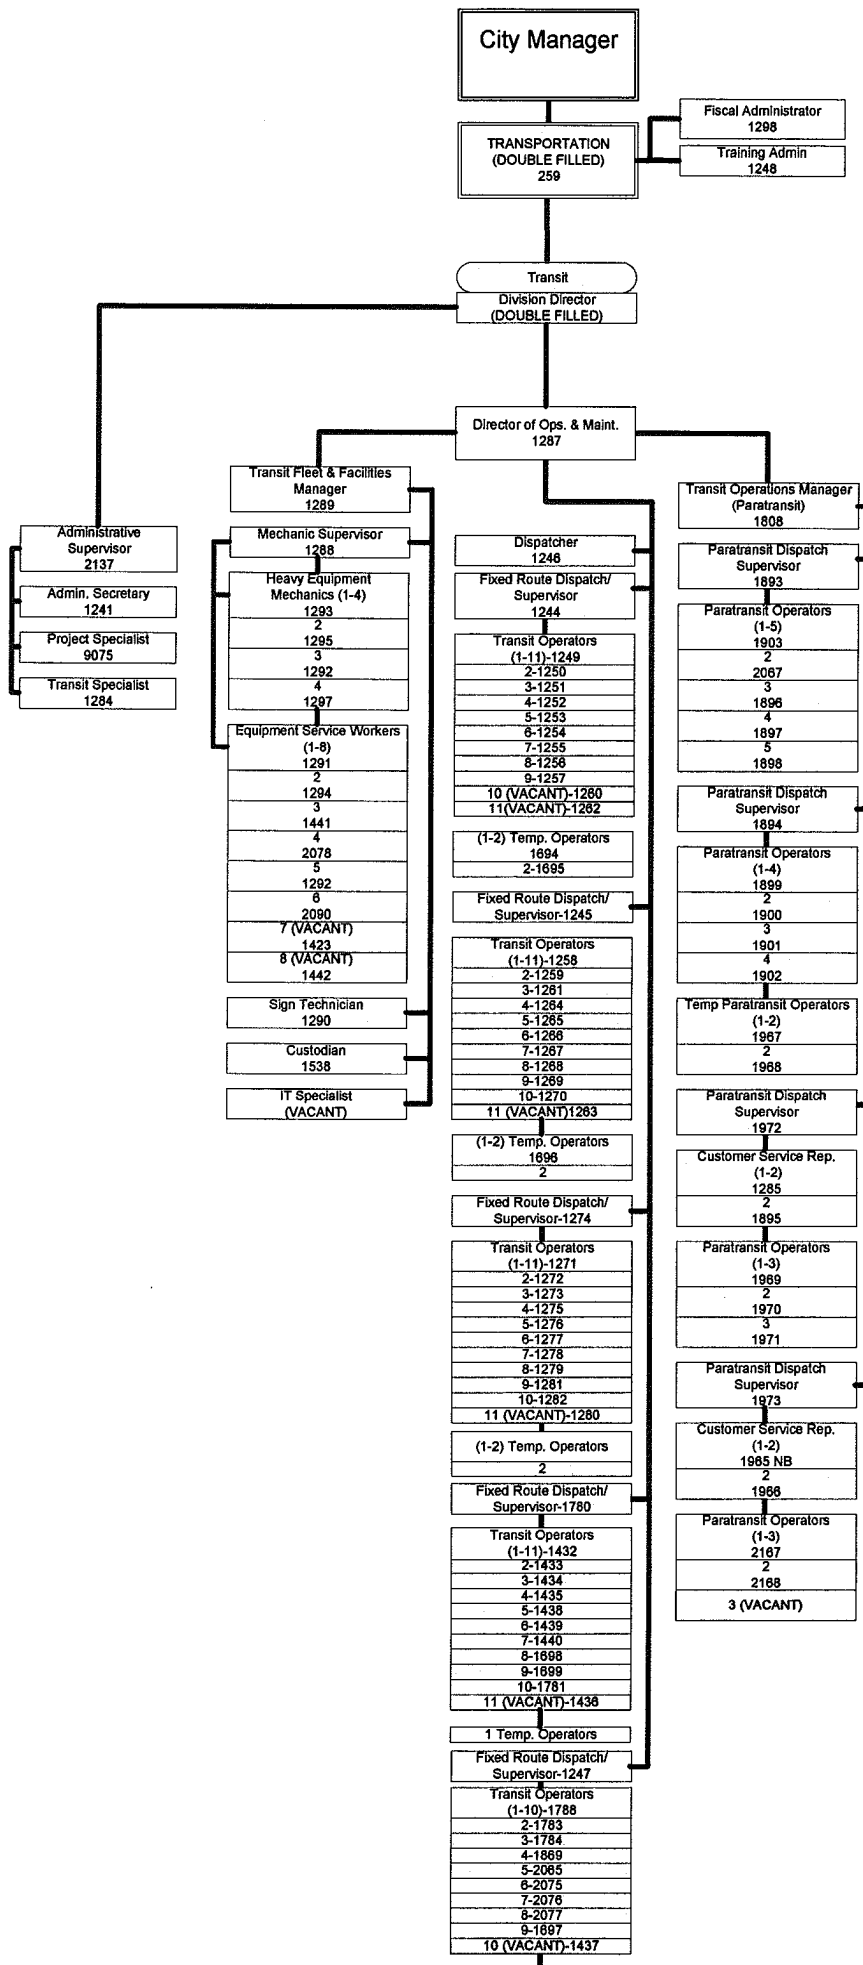 City Manager
TRANSPORTATION
(DOUBLE FILLED)
259
Fiscal Administrator
1298
Training Admin
1248
Transit
Division Director
(DOUBLE FILLED)
Director of Ops. & Maint.
1287
Administrative
Supervisor
2137
Admin. Secretary
1241
Project Specialist
9075
Transit Specialist
1284
Transit Fleet & Facilities
Manager
1289
Mechanic Supervisor
1288
Heavy Equipment
Mechanics (1-4)
1293
2
1295
3
1292
4
1297
Equipment Service Workers
(1-8)
1291
2
1294
3
1441
4
2078
5
1292
6
2090
7 (VACANT)
1423
8 (VACANT)
1442
Sign Technician
1290
Custodian
1538
IT Specialist
(VACANT)
Dispatcher
1246
Fixed Route Dispatch/
Supervisor
1244
Transit Operators
(1-11)-1249
2-1250
3-1251
4-1252
5-1253
6-1254
7-1255
8-1256
9-1257
10 (VACANT)-1260
11(VACANT)-1262
(1-2) Temp. Operators
1694
2-1695
Fixed Route Dispatch/
Supervisor-1245
Transit Operators
(1-11)-1258
2-1259
3-1261
4-1264
5-1265
6-1266
7-1267
8-1268
9-1269
10-1270
11 (VACANT)1263
(1-2) Temp. Operators
1696
2
Fixed Route Dispatch/
Supervisor-1274
Transit Operators
(1-11)-1271
2-1272
3-1273
4-1275
5-1276
6-1277
7-1278
8-1279
9-1281
10-1282
11 (VACANT)-1280
(1-2) Temp. Operators
2
Fixed Route Dispatch/
Supervisor-1780
Transit Operators
(1-11)-1432
2-1433
3-1434
4-1435
5-1438
6-1439
7-1440
8-1698
9-1699
10-1781
11 (VACANT)-1436
1 Temp. Operators
Fixed Route Dispatch/
Supervisor-1247
Transit Operators
(1-10)-1788
2-1783
3-1784
4-1869
5-2065
6-2075
7-2076
8-2077
9-1697
10 (VACANT)-1437
Transit Operations Manager
(Paratransit)
1808
Paratransit Dispatch
Supervisor
1893
Paratransit Operators
(1-5)
1903
2
2067
3
1896
4
1897
5
1898
Paratransit Dispatch
Supervisor
1894
Paratransit Operators
(1-4)
1899
2
1900
3
1901
4
1902
Temp Paratransit Operators
(1-2)
1967
2
1968
Paratransit Dispatch
Supervisor
1972
Customer Service Rep.
(1-2)
1285
2
1895
Paratransit Operators
(1-3)
1969
2
1970
3
1971
Paratransit Dispatch
Supervisor
1973
Customer Service Rep.
(1-2)
1965 NB
2
1966
Paratransit Operators
(1-3)
2167
2
2168
3 (VACANT)